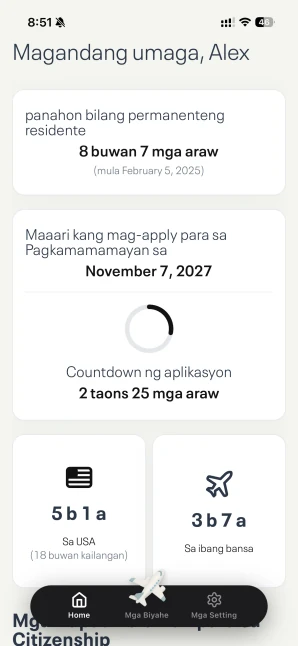 8:51
46
Magandang umaga, Alex
panahon bilang permanenteng
residente
8 buwan 7 mga araw
(mula February 5, 2025)
Maaari kang mag-apply para sa
Pagkamamamayan sa
November 7, 2027
Countdown ng aplikasyon
2 taons 25 mga araw
5 b 1 a
Sa USA
(18 buwan kailangan)
3 b 7 a
Sa ibang bansa
Home
Mga Biyahe
Mga Setting
Citizenship